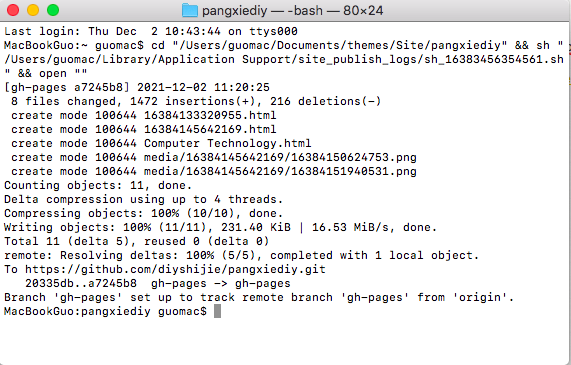 pangxiediy — -bash — 80×24
Last login: Thu Dec  2 10:43:44 on ttys000
MacBookGuo:~ guomac$ cd "/Users/guomac/Documents/themes/Site/pangxiediy" && sh "
/Users/guomac/Library/Application Support/site_publish_logs/sh_16383456354561.sh
" && open ""
[gh-pages a7245b8] 2021-12-02 11:20:25
 8 files changed, 1472 insertions(+), 216 deletions(-)
 create mode 100644 16384133320955.html
 create mode 100644 16384145642169.html
 create mode 100644 Computer Technology.html
 create mode 100644 media/16384145642169/16384150624753.png
 create mode 100644 media/16384145642169/16384151940531.png
Counting objects: 11, done.
Delta compression using up to 4 threads.
Compressing objects: 100% (10/10), done.
Writing objects: 100% (11/11), 231.40 KiB | 16.53 MiB/s, done.
Total 11 (delta 5), reused 0 (delta 0)
remote: Resolving deltas: 100% (5/5), completed with 1 local object.
To https://github.com/diyshijie/pangxiediy.git
   20335db..a7245b8  gh-pages -> gh-pages
Branch 'gh-pages' set up to track remote branch 'gh-pages' from 'origin'.
MacBookGuo:pangxiediy guomac$